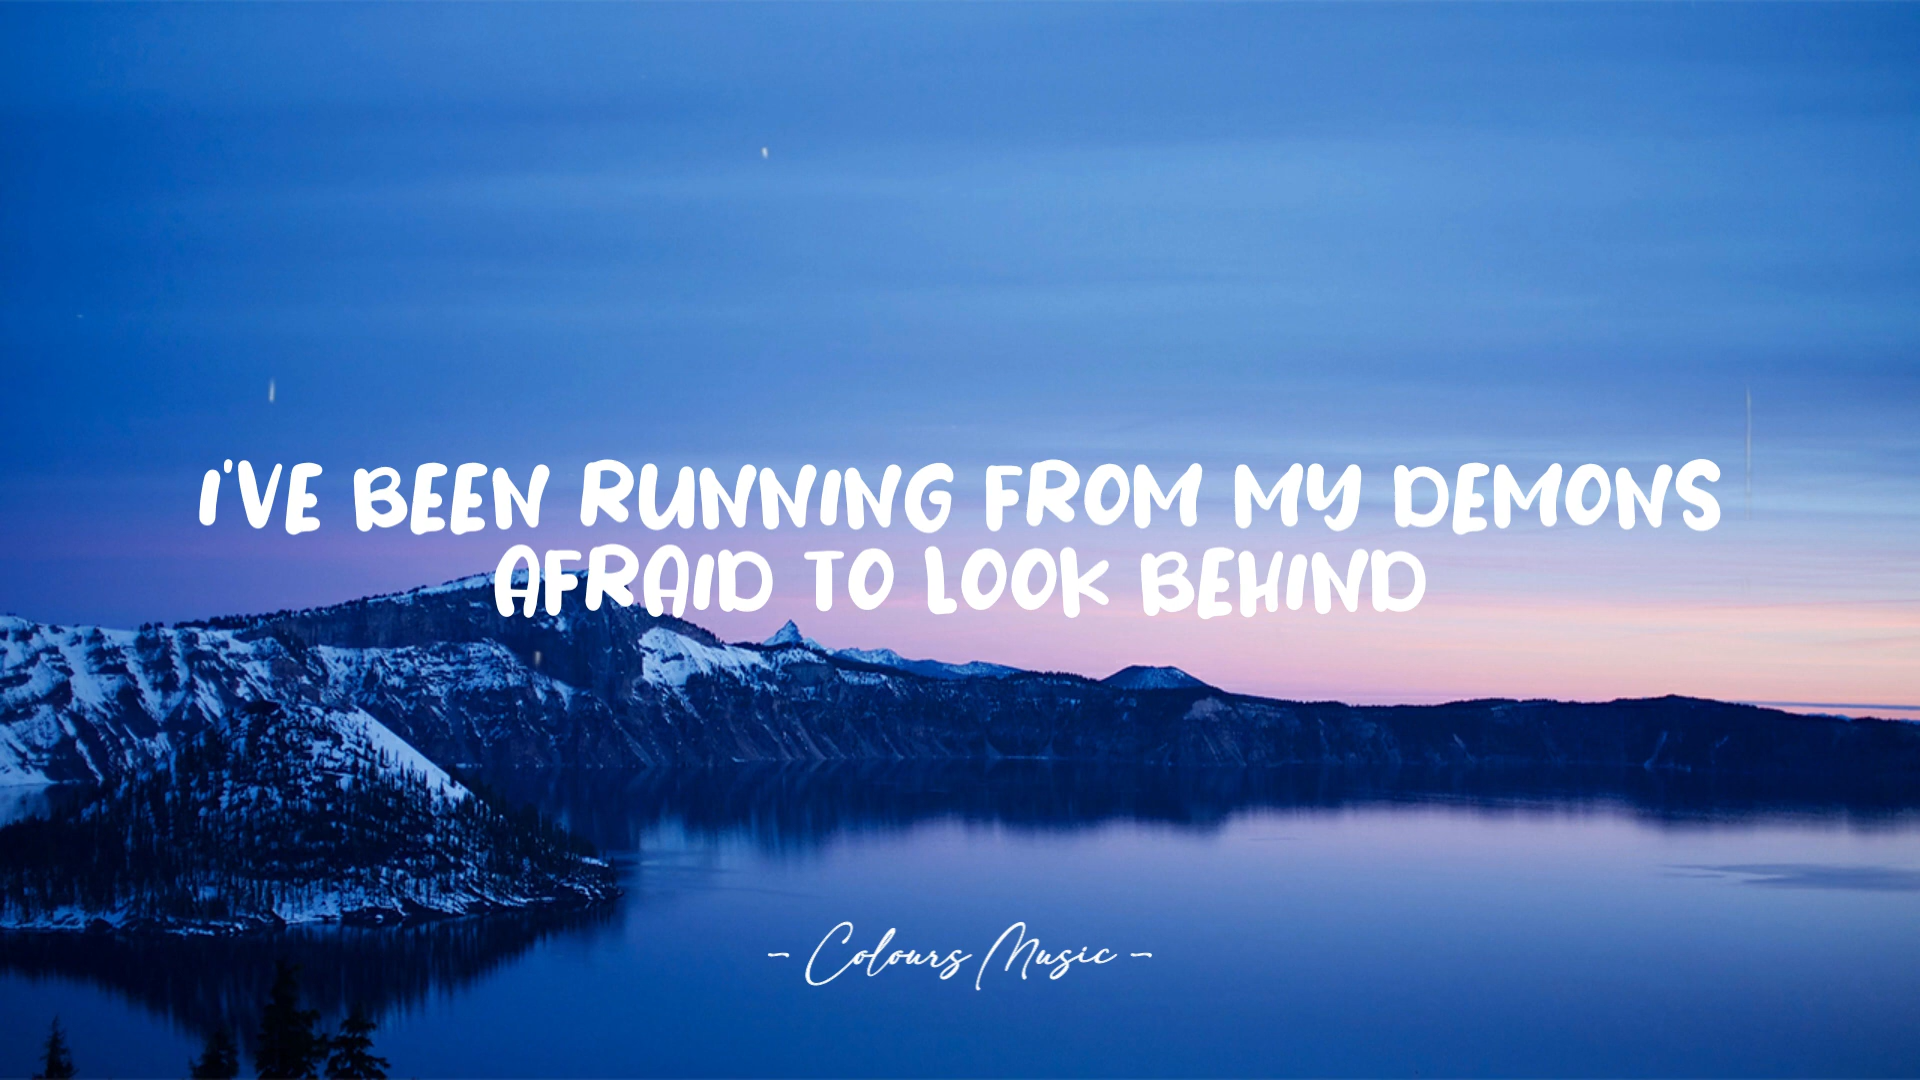 I'VE BEEN RUNNING FROM MY DEMONS
AFRAID TO LOOK BEHIND
- Colours Music -